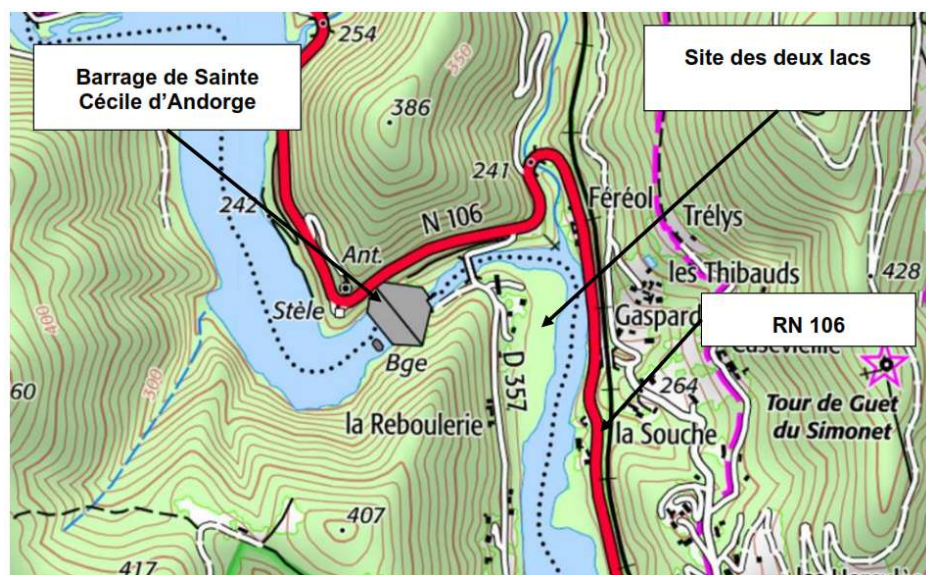 254
350
Barrage de Sainte
Cécile d’Andorge
Site des deux lacs
386
241
Féréol
242
N 106
Trélys
Ant.
les Thibauds
428
Stèle
Gaspard
RN 106
400
300
Bge
D 357
60
264
la Reboulerie
la Souche
Tour de Guet
du Simonet
407
417